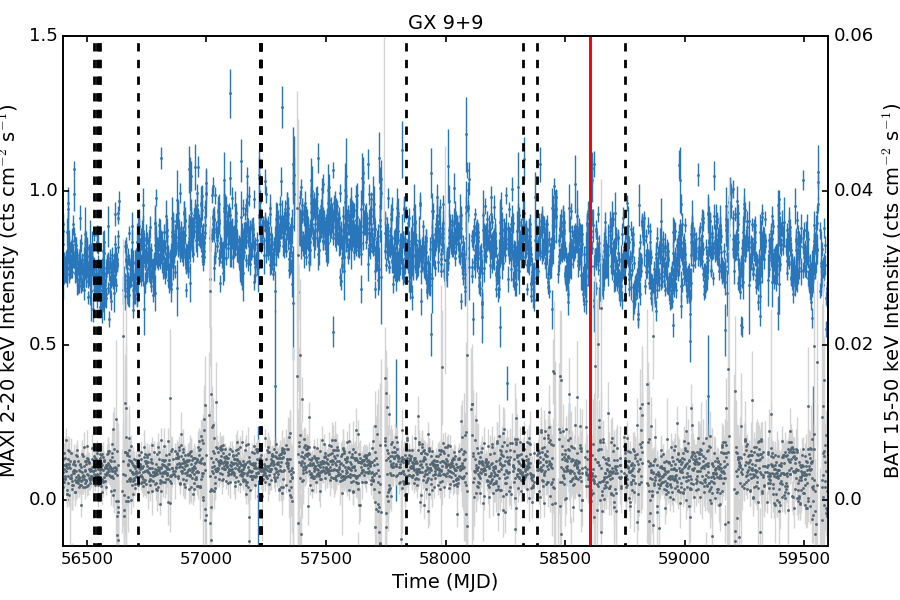 GX 9+9
1.5
1.0
0.5
0.0
MAXI 2-20 keV Intensity (cts cm⁻² s⁻¹)
0.06
0.04
0.02
0.0
BAT 15-50 keV Intensity (cts cm⁻² s⁻¹)
56500 57000 57500 58000 58500 59000 59500
Time (MJD)